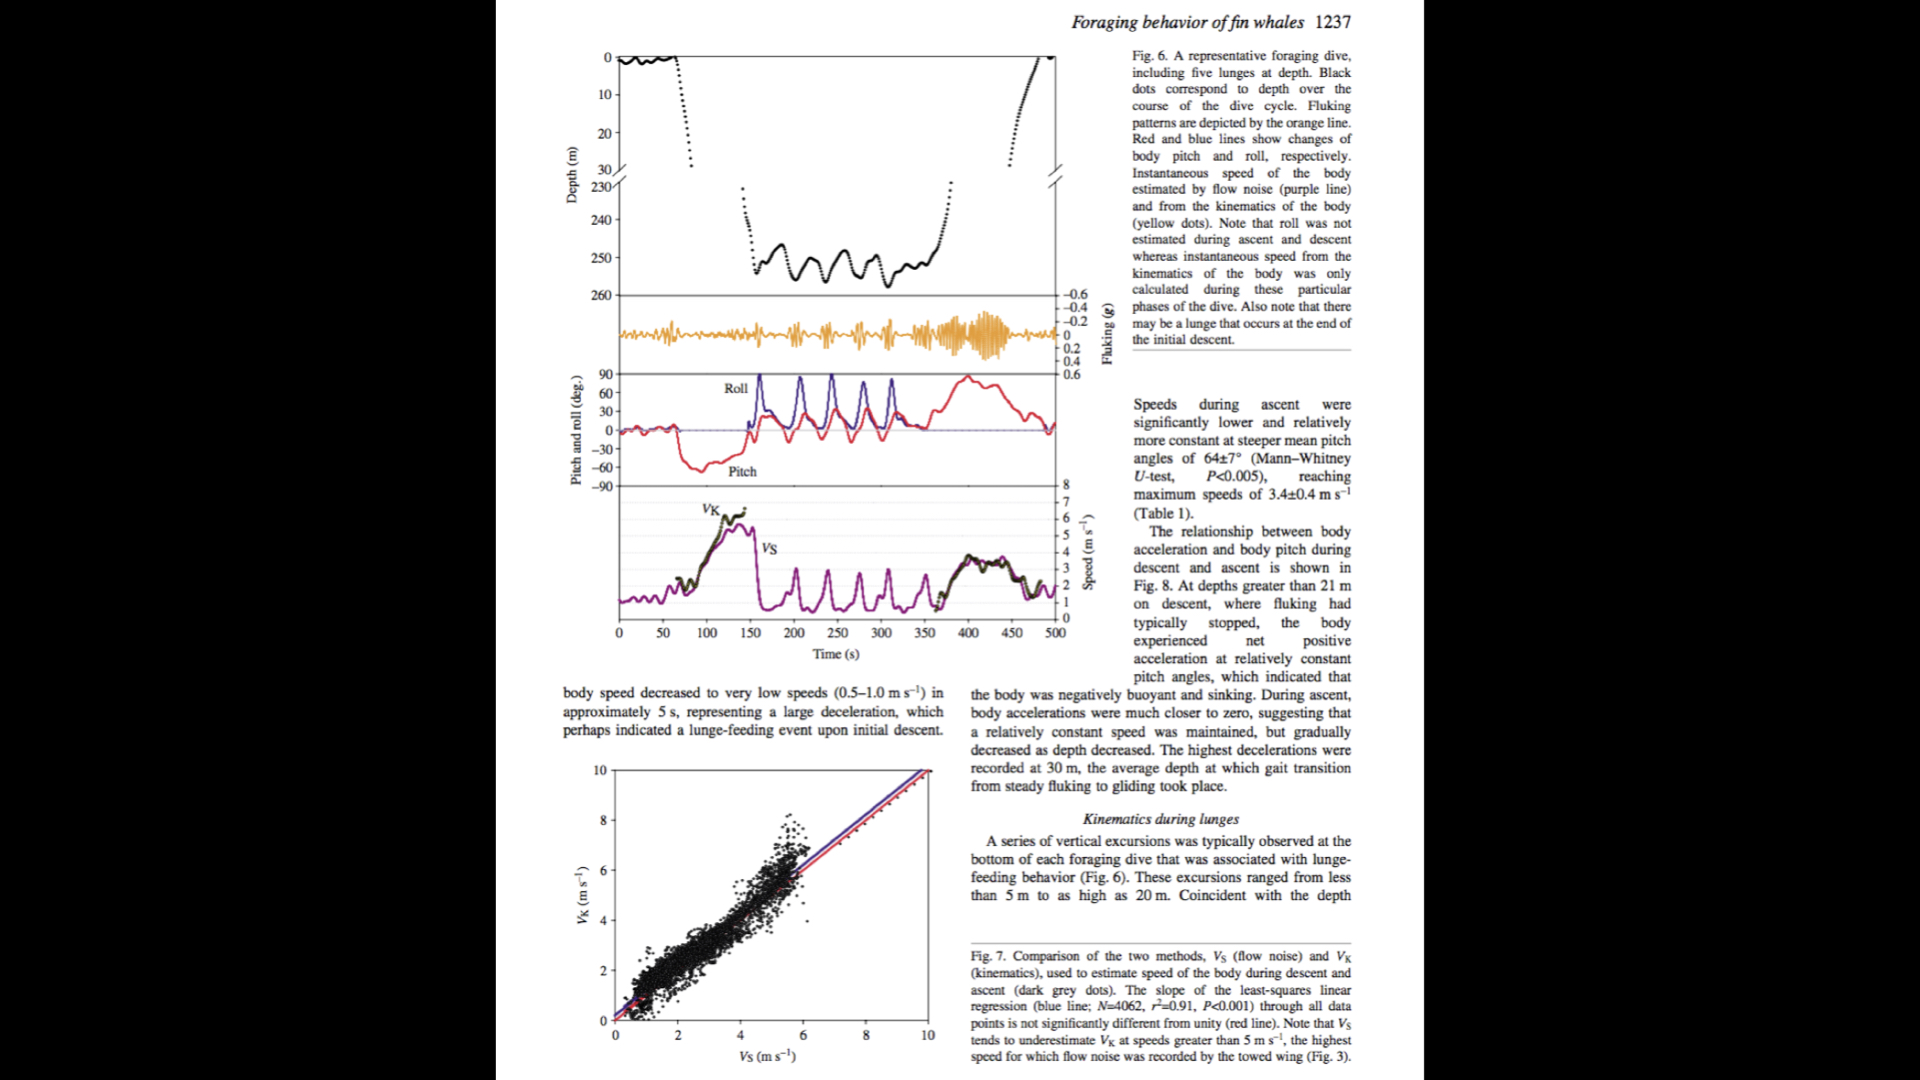 Foraging behavior of fin whales 1237
0
10
20
30
230
240
250
260
Depth (m)
–0.6
–0.4
–0.2
0
0.2
0.4
0.6
Fluking (g)
90
60
30
0
–30
–60
–90
Pitch and roll (deg.)
Roll
Pitch
8
7
6
5
4
3
2
1
0
Speed (m s–1)
VK
VS
0 50 100 150 200 250 300 350 400 450 500
Time (s)
Fig. 6. A representative foraging dive,
including five lunges at depth. Black
dots correspond to depth over the
course of the dive cycle. Fluking
patterns are depicted by the orange line.
Red and blue lines show changes of
body pitch and roll, respectively.
Instantaneous speed of the body
estimated by flow noise (purple line)
and from the kinematics of the body
(yellow dots). Note that roll was not
estimated during ascent and descent
whereas instantaneous speed from the
kinematics of the body was only
calculated during these particular
phases of the dive. Also note that there
may be a lunge that occurs at the end of
the initial descent.
body speed decreased to very low speeds (0.5–1.0 m s–1) in
approximately 5 s, representing a large deceleration, which
perhaps indicated a lunge-feeding event upon initial descent.
10
8
6
4
2
0
VK (m s–1)
0 2 4 6 8 10
VS (m s–1)
Speeds during ascent were
significantly lower and relatively
more constant at steeper mean pitch
angles of 64±7° (Mann–Whitney
U-test, P<0.005), reaching
maximum speeds of 3.4±0.4 m s–1
(Table 1).
The relationship between body
acceleration and body pitch during
descent and ascent is shown in
Fig. 8. At depths greater than 21 m
on descent, where fluking had
typically stopped, the body
experienced net positive
acceleration at relatively constant
pitch angles, which indicated that
the body was negatively buoyant and sinking. During ascent,
body accelerations were much closer to zero, suggesting that
a relatively constant speed was maintained, but gradually
decreased as depth decreased. The highest decelerations were
recorded at 30 m, the average depth at which gait transition
from steady fluking to gliding took place.
Kinematics during lunges
A series of vertical excursions was typically observed at the
bottom of each foraging dive that was associated with lunge-
feeding behavior (Fig. 6). These excursions ranged from less
than 5 m to as high as 20 m. Coincident with the depth
Fig. 7. Comparison of the two methods, VS (flow noise) and VK
(kinematics), used to estimate speed of the body during descent and
ascent (dark grey dots). The slope of the least-squares linear
regression (blue line; N=4062, r2=0.91, P<0.001) through all data
points is not significantly different from unity (red line). Note that VS
tends to underestimate VK at speeds greater than 5 m s–1, the highest
speed for which flow noise was recorded by the towed wing (Fig. 3).